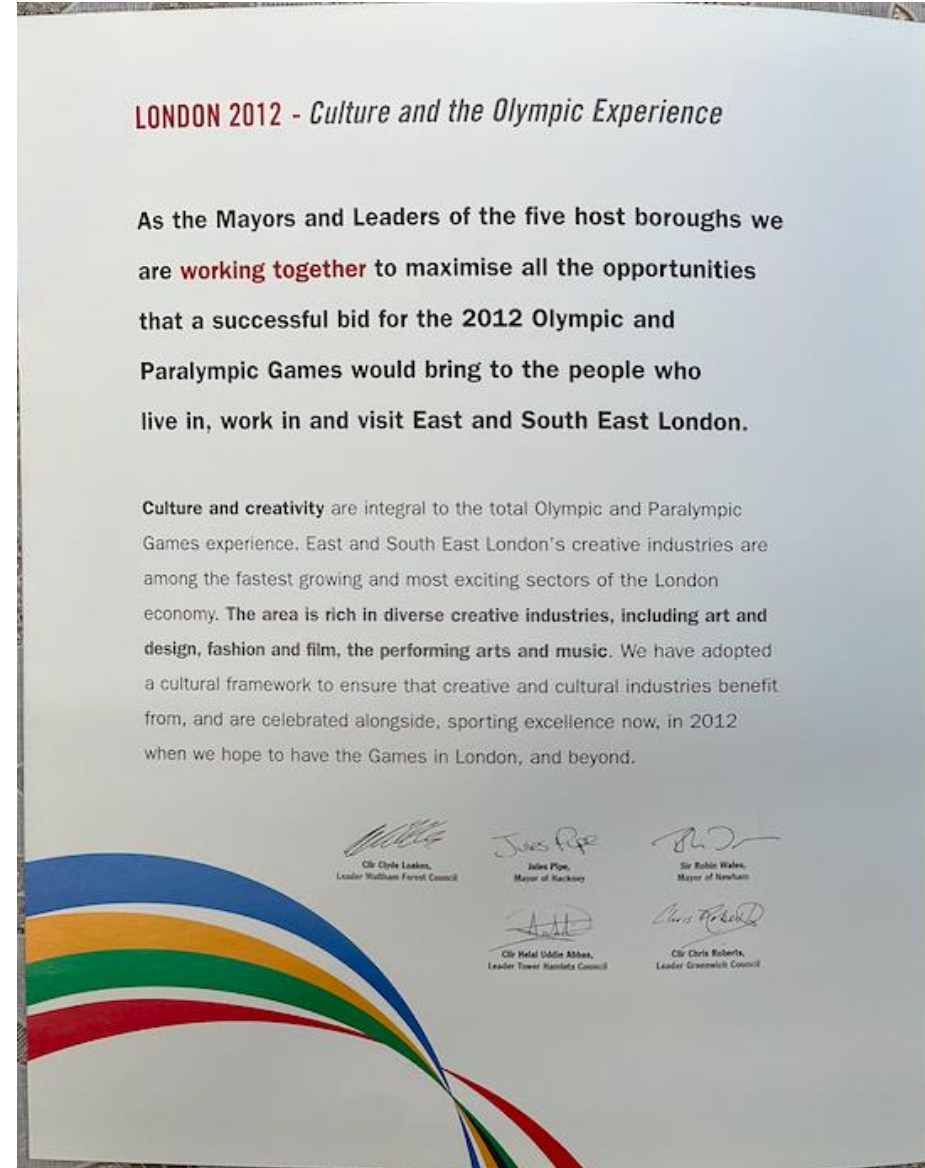 LONDON 2012 - Culture and the Olympic Experience
As the Mayors and Leaders of the five host boroughs we
are working together to maximise all the opportunities
that a successful bid for the 2012 Olympic and
Paralympic Games would bring to the people who
live in, work in and visit East and South East London.
Culture and creativity are integral to the total Olympic and Paralympic
Games experience. East and South East London's creative industries are
among the fastest growing and most exciting sectors of the London
economy. The area is rich in diverse creative industries, including art and
design, fashion and film, the performing arts and music. We have adopted
a cultural framework to ensure that creative and cultural industries benefit
from, and are celebrated alongside, sporting excellence now, in 2012
when we hope to have the Games in London, and beyond.
Jules Pipe
Cllr Clyde Loakes,
Leader Waltham Forest Council
Jules Pipe,
Mayor of Hackney
Sir Robin Wales,
Mayor of Newham
Chris Roberts
Cllr Helal Uddin Abbas,
Leader Tower Hamlets Council
Cllr Chris Roberts,
Leader Greenwich Council